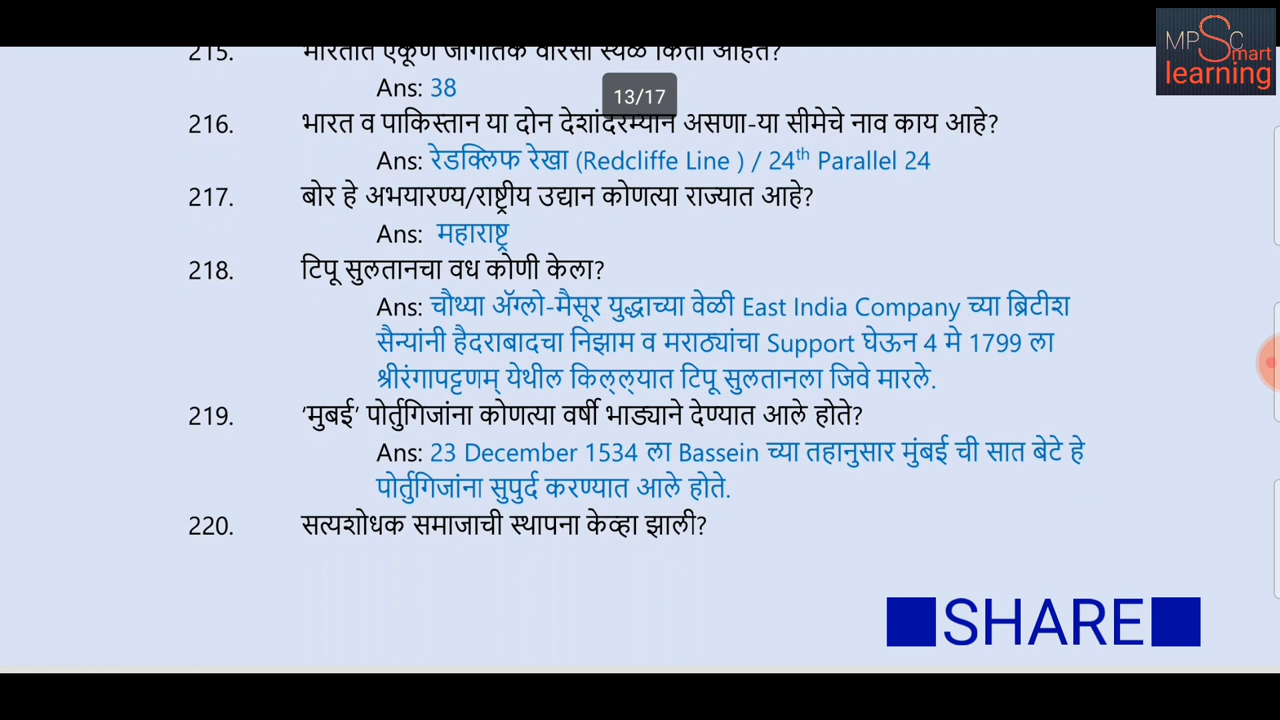 MPSC
Smart
learning
215. भारतात एकूण जागतिक वारसा स्थळे किती आहेत?
Ans: 38
13/17
216. भारत व पाकिस्तान या दोन देशांदरम्यान असणा-या सीमेचे नाव काय आहे?
Ans: रेडक्लिफ रेखा (Redcliffe Line ) / 24th Parallel 24
217. बोर हे अभयारण्य/राष्ट्रीय उद्यान कोणत्या राज्यात आहे?
Ans: महाराष्ट्र
218. टिपू सुलतानचा वध कोणी केला?
Ans: चौथ्या ॲंग्लो-मैसूर युद्धाच्या वेळी East India Company च्या ब्रिटीश
सैन्यांनी हैदराबादचा निझाम व मराठ्यांचा Support घेऊन 4 मे 1799 ला
श्रीरंगापट्टणम् येथील किल्ल्यात टिपू सुलतानला जिवे मारले.
219. ‘मुबई’ पोर्तुगिजांना कोणत्या वर्षी भाड्याने देण्यात आले होते?
Ans: 23 December 1534 ला Bassein च्या तहानुसार मुंबई ची सात बेटे हे
पोर्तुगिजांना सुपुर्द करण्यात आले होते.
220. सत्यशोधक समाजाची स्थापना केव्हा झाली?
SHARE